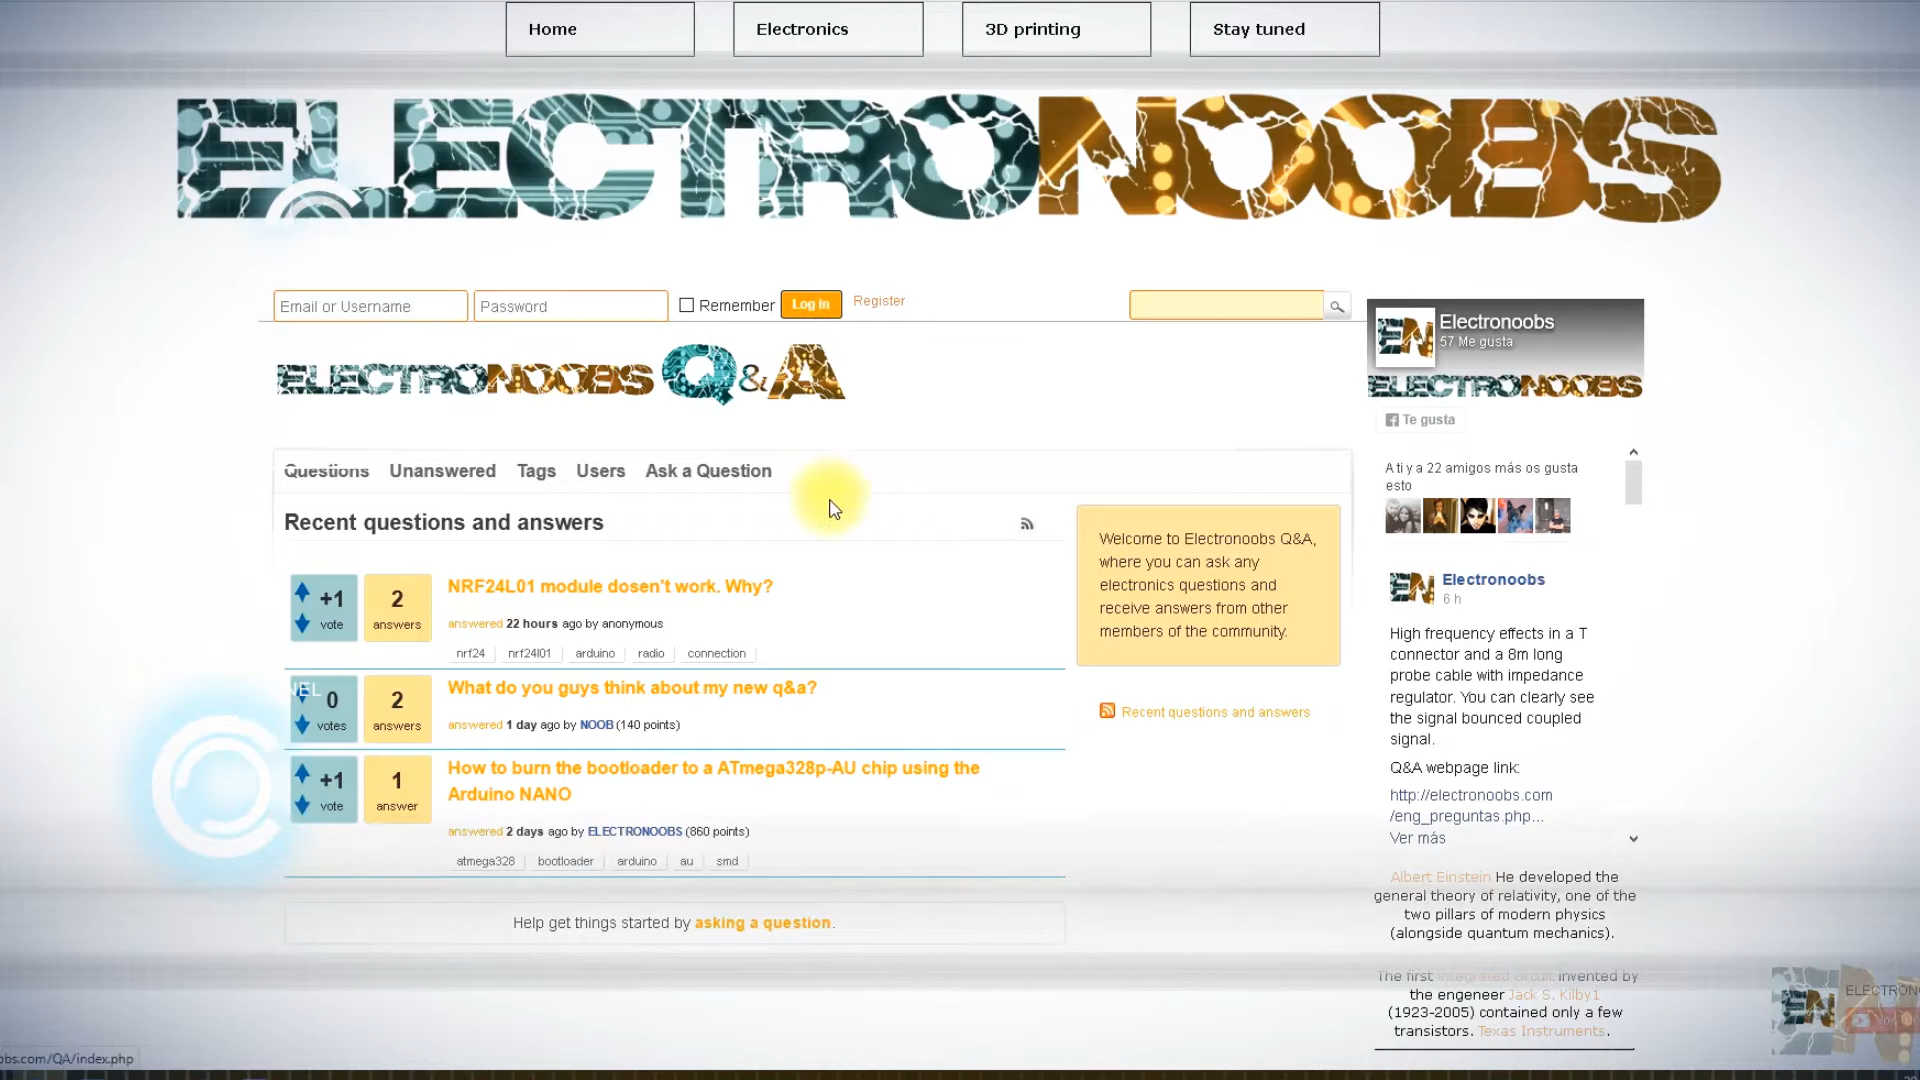 Home
Electronics
3D printing
Stay tuned
ELECTRONOOBS
Email or Username
Password
Remember
Log in
Register
ELECTRONOOBS Q&A
Questions
Unanswered
Tags
Users
Ask a Question
Recent questions and answers
+1
vote
2
answers
NRF24L01 module dosen't work. Why?
answered 22 hours ago by anonymous
nrf24
nrf24l01
arduino
radio
connection
NEL
0
votes
2
answers
What do you guys think about my new q&a?
answered 1 day ago by NOOB (140 points)
+1
vote
1
answer
How to burn the bootloader to a ATmega328p-AU chip using the
Arduino NANO
answered 2 days ago by ELECTRONOOBS (860 points)
atmega328
bootloader
arduino
au
smd
Help get things started by asking a question.
Welcome to Electronoobs Q&A,
where you can ask any
electronics questions and
receive answers from other
members of the community.
Recent questions and answers
EN
Electronoobs
57 Me gusta
ELECTRONOOBS
Te gusta
A ti y a 22 amigos más os gusta
esto
EN
Electronoobs
6 h
High frequency effects in a T
connector and a 8m long
probe cable with impedance
regulator. You can clearly see
the signal bounced coupled
signal.
Q&A webpage link:
http://electronoobs.com
/eng_preguntas.php...
Ver más
Albert Einstein He developed the
general theory of relativity, one of the
two pillars of modern physics
(alongside quantum mechanics).
The first integrated circuit invented by
the engeneer Jack S. Kilby1
(1923-2005) contained only a few
transistors. Texas Instruments.
EN
ELECTRON
obs.com/QA/index.php